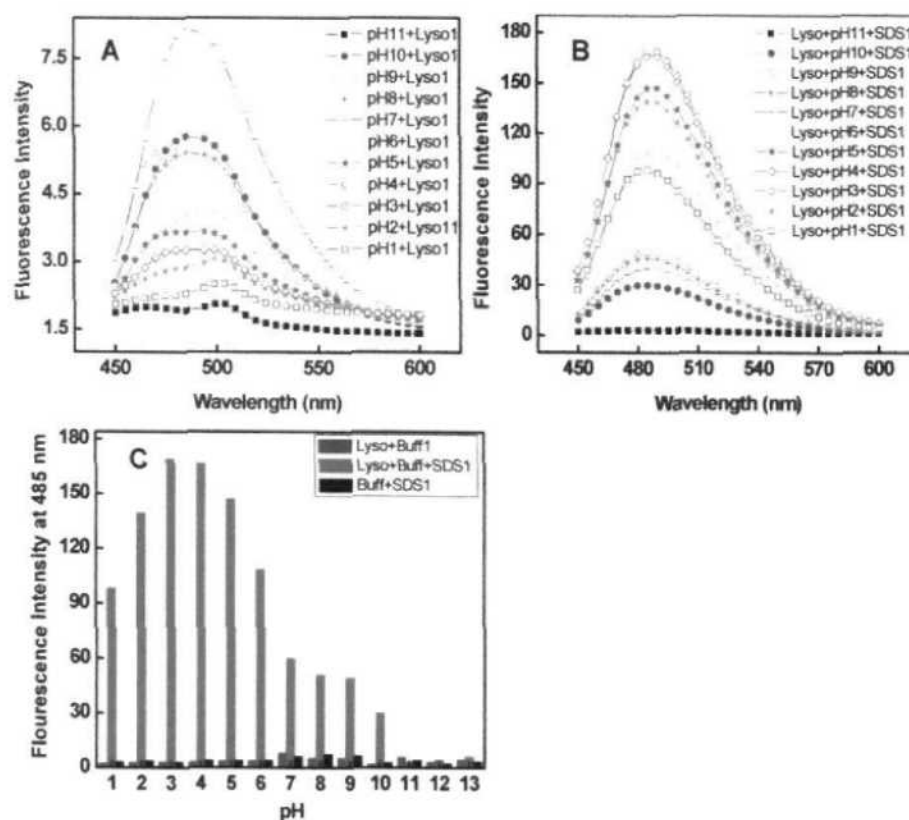 A
7.5
6.0
4.5
3.0
1.5
Fluorescence Intensity
450 500 550 600
Wavelength (nm)
pH11+Lyso1
pH10+Lyso1
pH9+Lyso1
pH8+Lyso1
pH7+Lyso1
pH6+Lyso1
pH5+Lyso1
pH4+Lyso1
pH3+Lyso1
pH2+Lyso11
pH1+Lyso1
B
180
150
120
90
60
30
0
Fluorescence Intensity
450 480 510 540 570 600
Wavelength (nm)
Lyso+pH11+SDS1
Lyso+pH10+SDS1
Lyso+pH9+SDS1
Lyso+pH8+SDS1
Lyso+pH7+SDS1
Lyso+pH6+SDS1
Lyso+pH5+SDS1
Lyso+pH4+SDS1
Lyso+pH3+SDS1
Lyso+pH2+SDS1
Lyso+pH1+SDS1
C
180
150
120
90
60
30
0
Flourescence Intensity at 485 nm
1 2 3 4 5 6 7 8 9 10 11 12 13
pH
Lyso+Buff1
Lyso+Buff+SDS1
Buff+SDS1